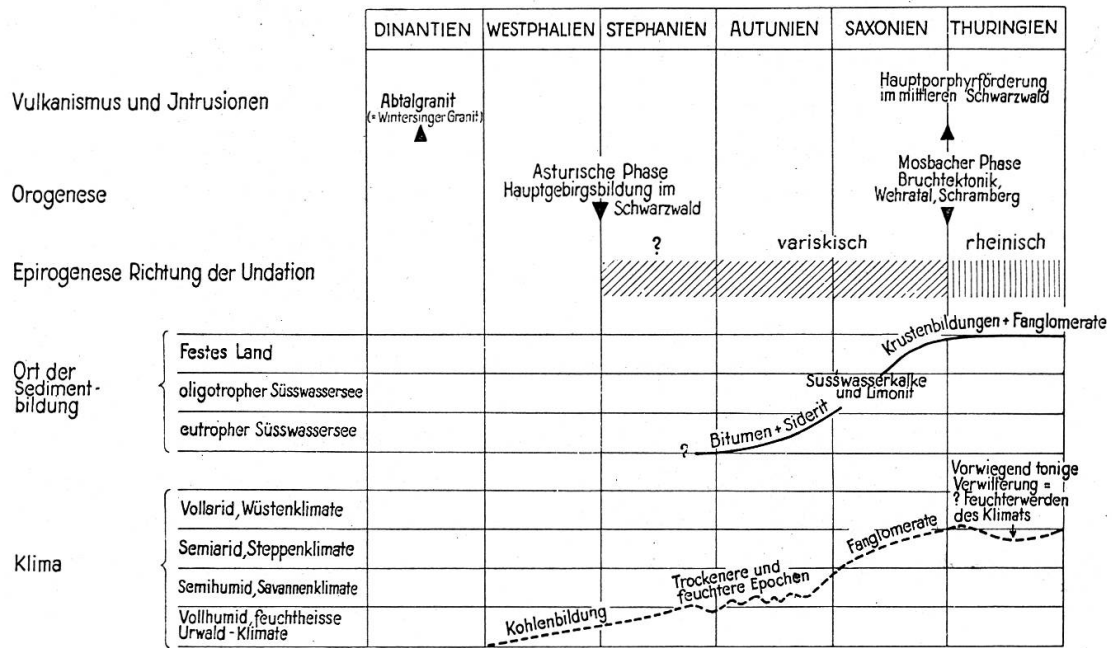 DINANTIEN WESTPHALIEN STEPHANIEN AUTUNIEN SAXONIEN THURINGIEN
Vulkanismus und Jntrusionen
Abtalgranit
(= Wintersinger Granit)
Hauptporphyrförderung
im mittleren Schwarzwald
Orogenese
Asturische Phase
Hauptgebirgsbildung im
Schwarzwald
Mosbacher Phase
Bruchtektonik,
Wehratal, Schramberg
Epirogenese Richtung der Undation
?
variskisch
rheinisch
Ort der
Sediment-
bildung
Festes Land
oligotropher Süsswassersee
eutropher Süsswassersee
? Bitumen + Siderit
Susswasserkalke
und Limonit
Krustenbildungen + Fanglomerate
Klima
Vollarid, Wüstenklimate
Semiarid, Steppenklimate
Semihumid, Savannenklimate
Vollhumid, feuchtheisse
Urwald-Klimate
Kohlenbildung
Trockenere und
feuchtere Epochen
Fanglomerate
Vorwiegend tonige
Verwitterung =
? Feuchterwerden
des Klimats